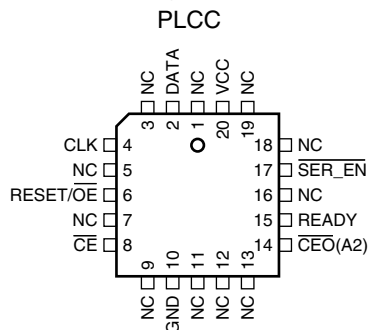 PLCC
NC DATA NC VCC NC
3 2 1 20 19
CLK 4
NC 5
RESET/OE 6
NC 7
CE 8
18 NC
17 SER_EN
16 NC
15 READY
14 CEO(A2)
9 10 11 12 13
NC GND NC NC NC